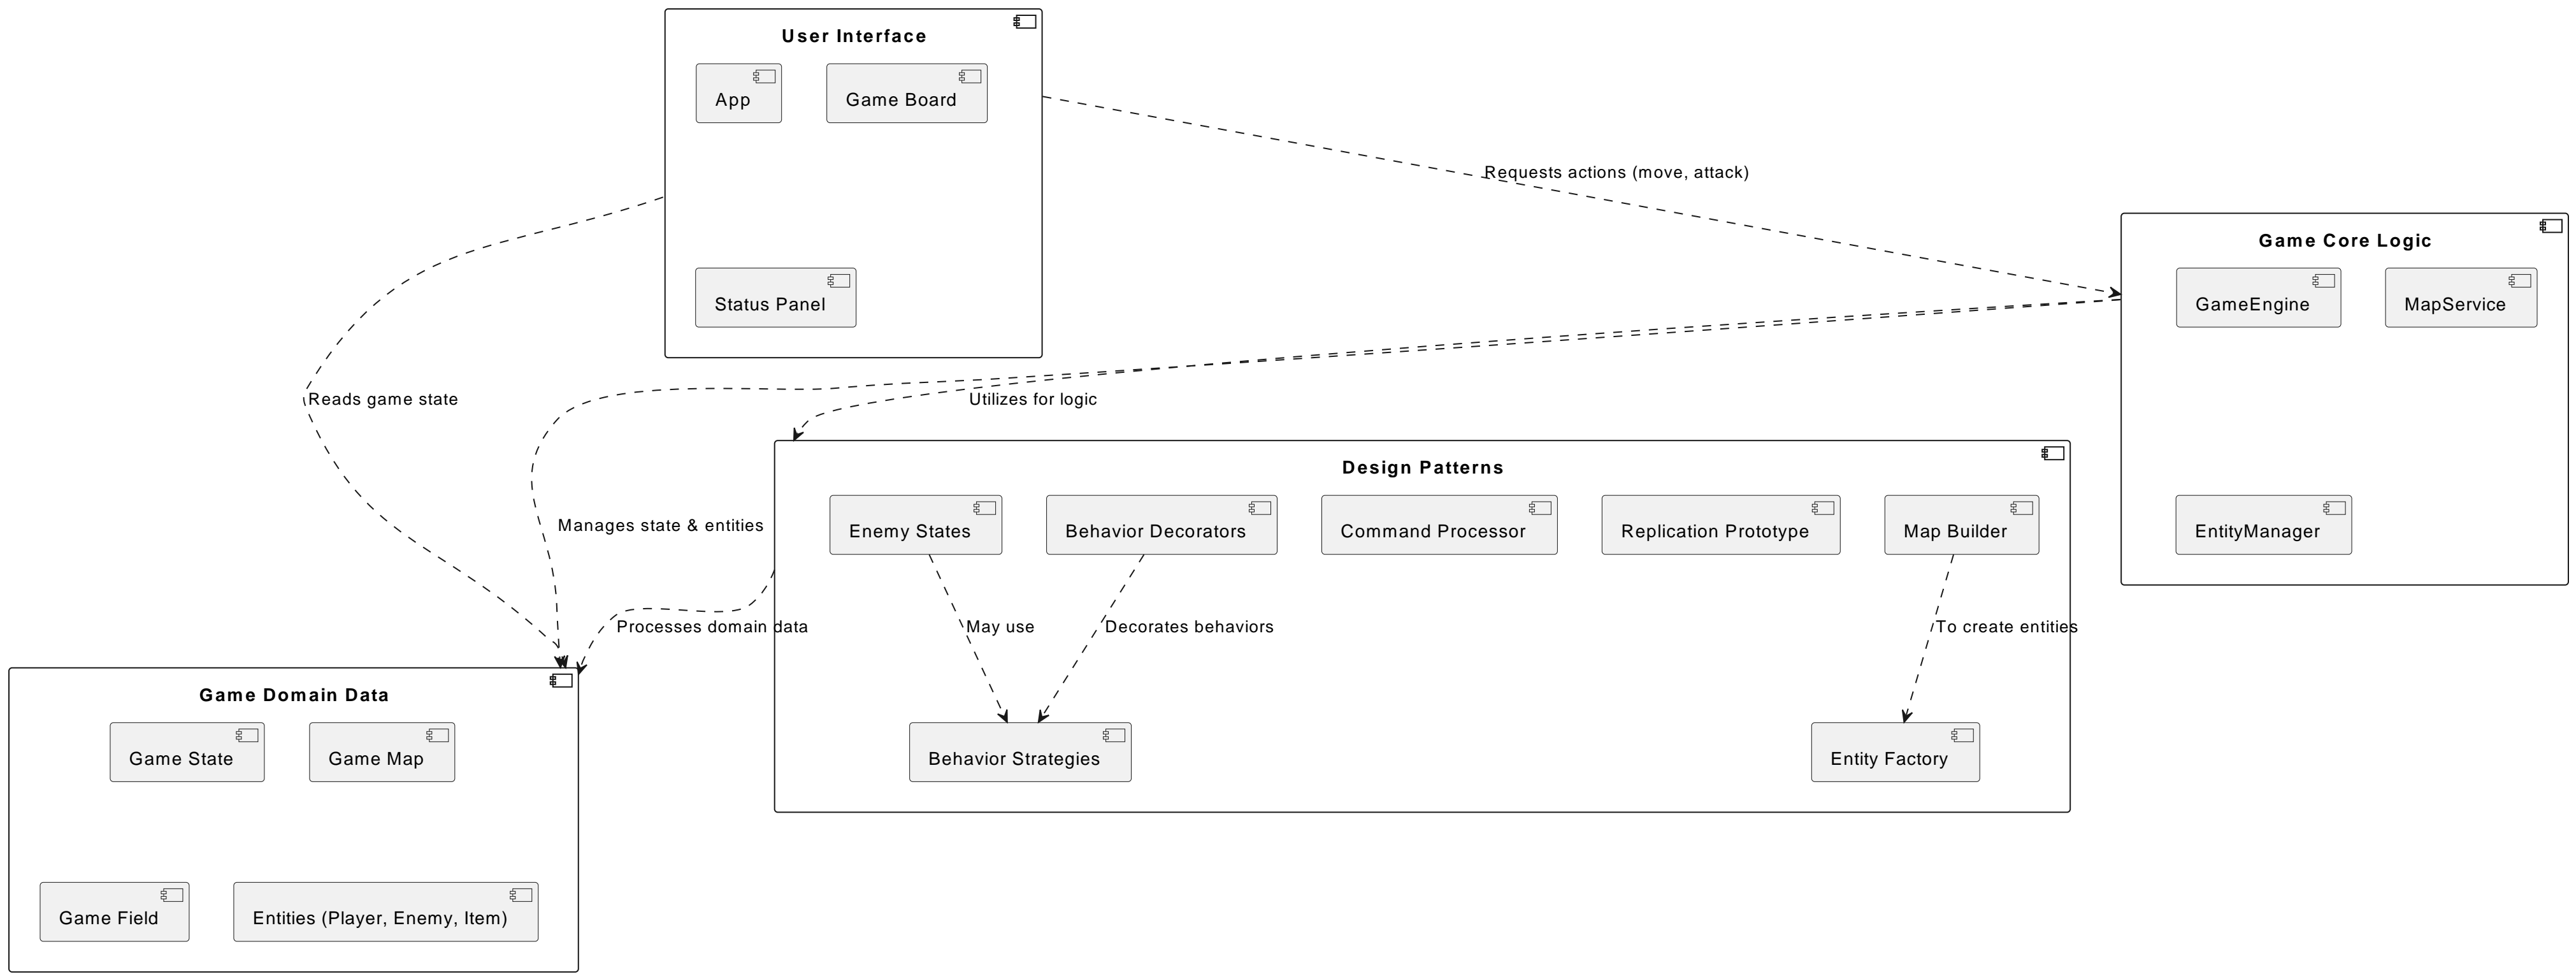 User Interface
App
Game Board
Requests actions (move, attack)
Game Core Logic
GameEngine
MapService
Status Panel
Reads game state
Utilizes for logic
Design Patterns
Manages state & entities
Enemy States
Behavior Decorators
Command Processor
Replication Prototype
Map Builder
EntityManager
Processes domain data
May use
Decorates behaviors
To create entities
Game Domain Data
Game State
Game Map
Behavior Strategies
Entity Factory
Game Field
Entities (Player, Enemy, Item)